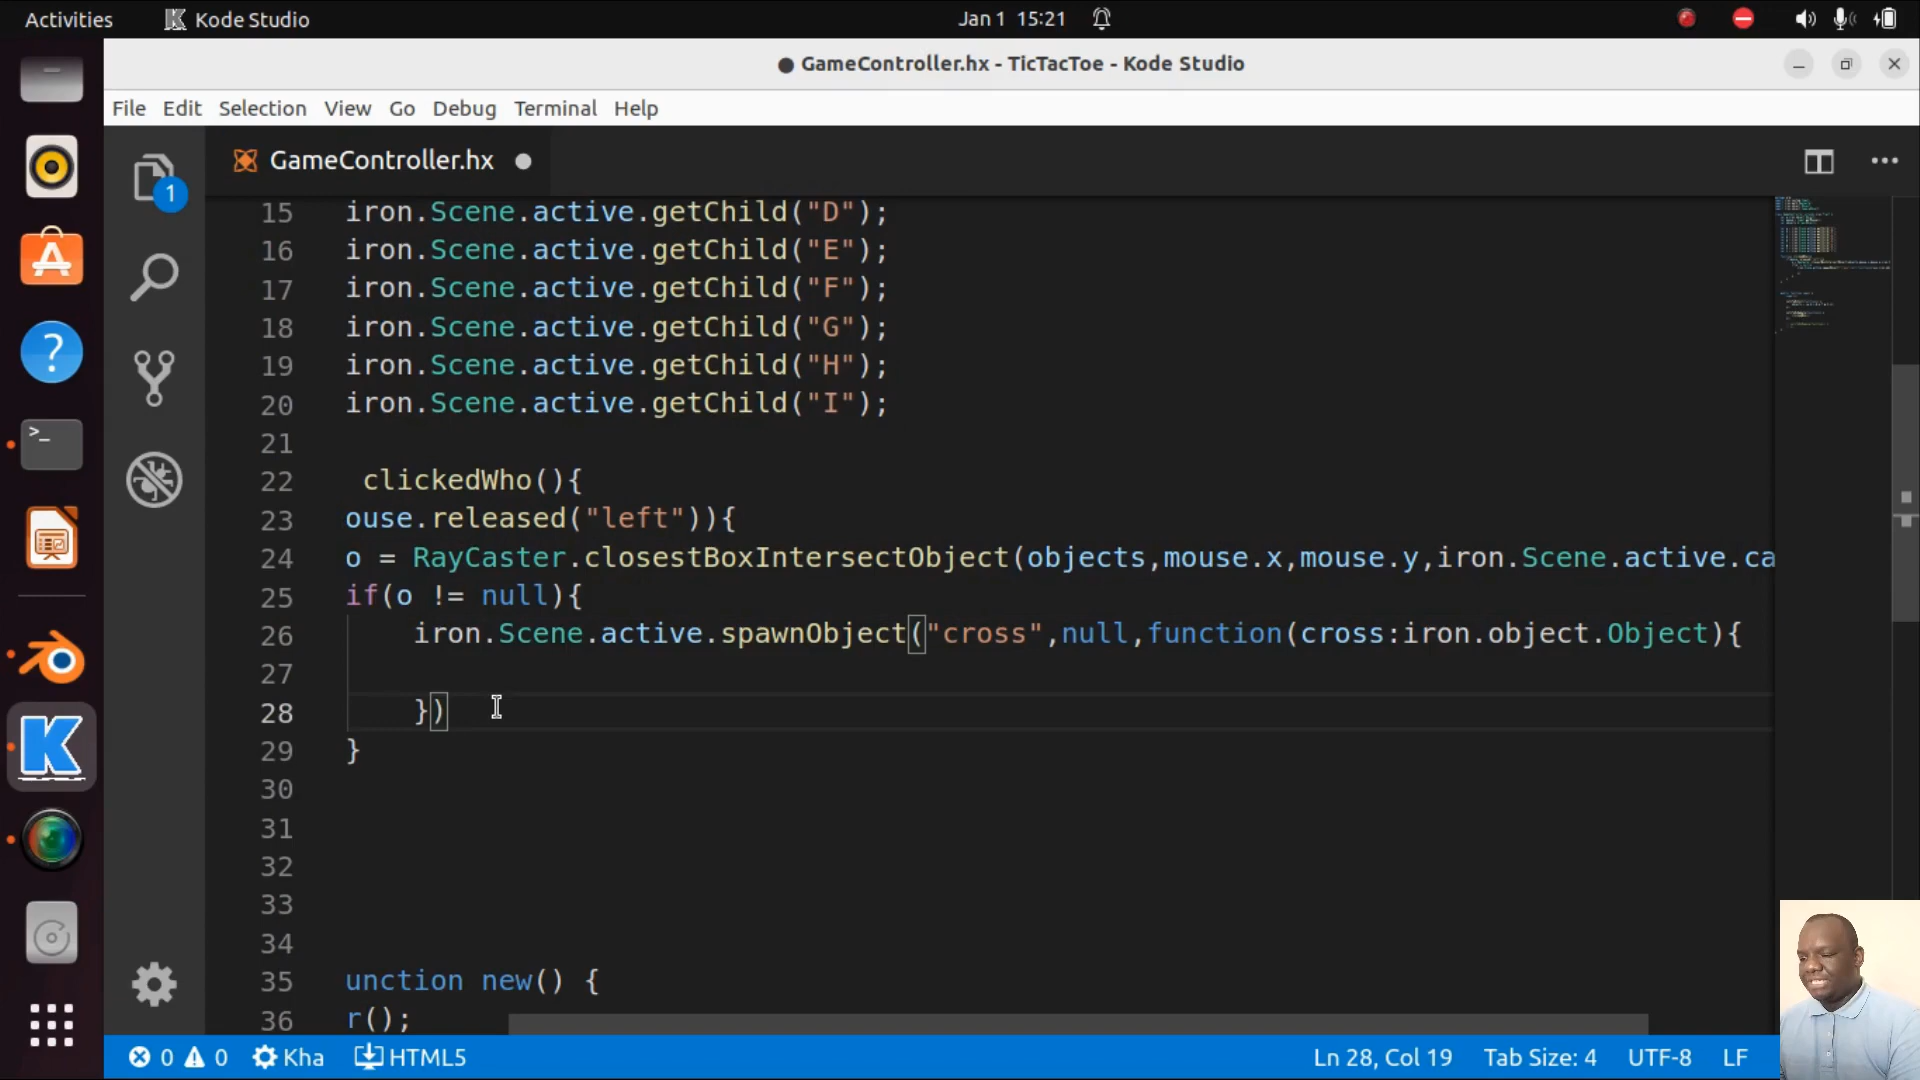 Activities
Kode Studio
Jan 1 15:21
GameController.hx - TicTacToe - Kode Studio
File Edit Selection View Go Debug Terminal Help
GameController.hx
1
15 iron.Scene.active.getChild("D");
16 iron.Scene.active.getChild("E");
17 iron.Scene.active.getChild("F");
18 iron.Scene.active.getChild("G");
19 iron.Scene.active.getChild("H");
20 iron.Scene.active.getChild("I");
21
22 clickedWho(){
23 ouse.released("left")){
24 o = RayCaster.closestBoxIntersectObject(objects,mouse.x,mouse.y,iron.Scene.active.ca
25 if(o != null){
26 iron.Scene.active.spawnObject("cross",null,function(cross:iron.object.Object){
27
28 })
29 }
30
31
32
33
34
35 unction new() {
36 r();
0 0 Kha HTML5 Ln 28, Col 19 Tab Size: 4 UTF-8 LF